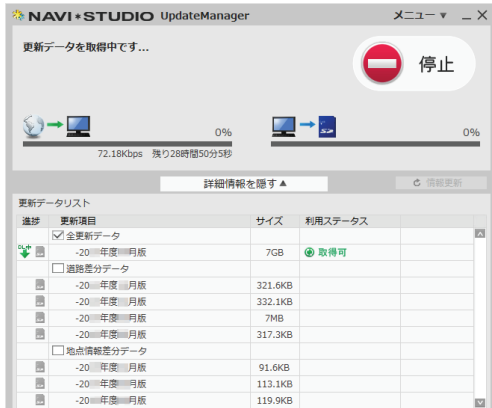 NAVI*STUDIO UpdateManager メニュー ▼
更新データを取得中です...
停止
0% 0%
72.18Kbps 残り28時間50分5秒
詳細情報を隠す▲ 情報更新
更新データリスト
進捗 更新項目 サイズ 利用ステータス
全更新データ
DL中 -20 年度 月版 7GB 取得可
道路差分データ
-20 年度 月版 321.6KB
-20 年度 月版 332.1KB
-20 年度 月版 7MB
-20 年度 月版 317.3KB
地点情報差分データ
-20 年度 月版 91.6KB
-20 年度 月版 113.1KB
-20 年度 月版 119.9KB